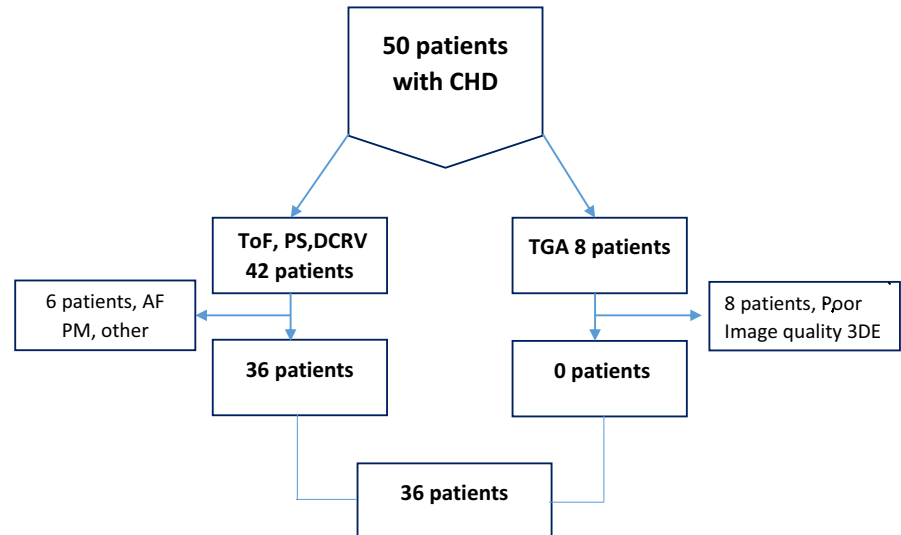 50 patients
with CHD
ToF, PS,DCRV
42 patients
TGA 8 patients
6 patients, AF
PM, other
8 patients, Poor
Image quality 3DE
36 patients
0 patients
36 patients